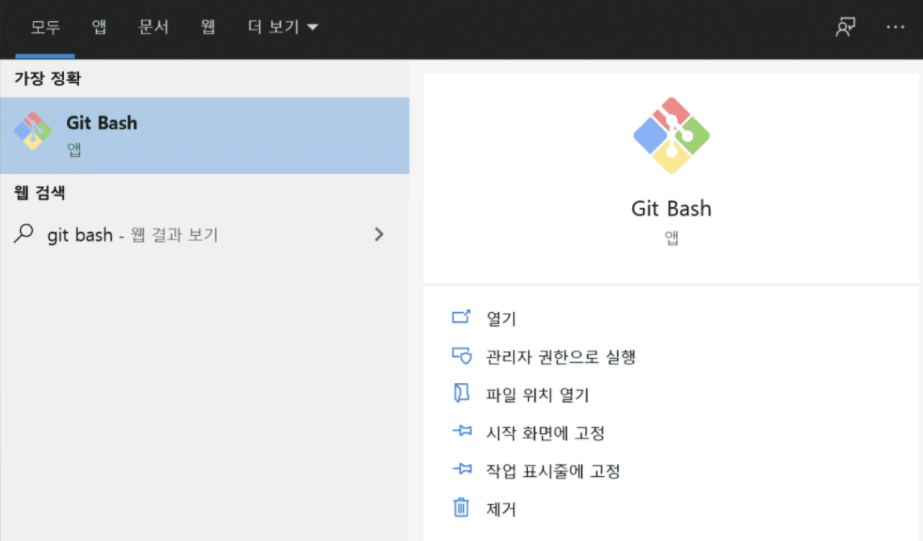 모두 앱 문서 웹 더 보기
가장 정확
Git Bash
앱
웹 검색
git bash - 웹 결과 보기
Git Bash
앱
열기
관리자 권한으로 실행
파일 위치 열기
시작 화면에 고정
작업 표시줄에 고정
제거